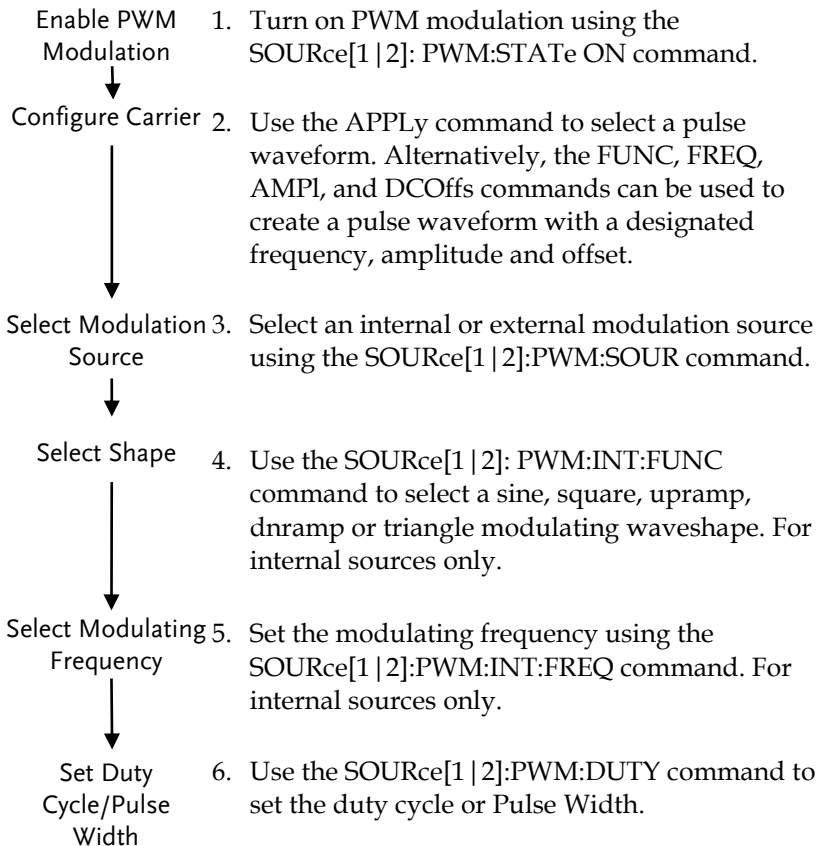 Enable PWM
Modulation
1. Turn on PWM modulation using the
SOURce[1|2]: PWM:STATe ON command.
Configure Carrier
2. Use the APPLy command to select a pulse
waveform. Alternatively, the FUNC, FREQ,
AMPl, and DCOffs commands can be used to
create a pulse waveform with a designated
frequency, amplitude and offset.
Select Modulation
Source
3. Select an internal or external modulation source
using the SOURce[1|2]:PWM:SOUR command.
Select Shape
4. Use the SOURce[1|2]: PWM:INT:FUNC
command to select a sine, square, upramp,
dnramp or triangle modulating waveshape. For
internal sources only.
Select Modulating
Frequency
5. Set the modulating frequency using the
SOURce[1|2]:PWM:INT:FREQ command. For
internal sources only.
Set Duty
Cycle/Pulse
Width
6. Use the SOURce[1|2]:PWM:DUTY command to
set the duty cycle or Pulse Width.